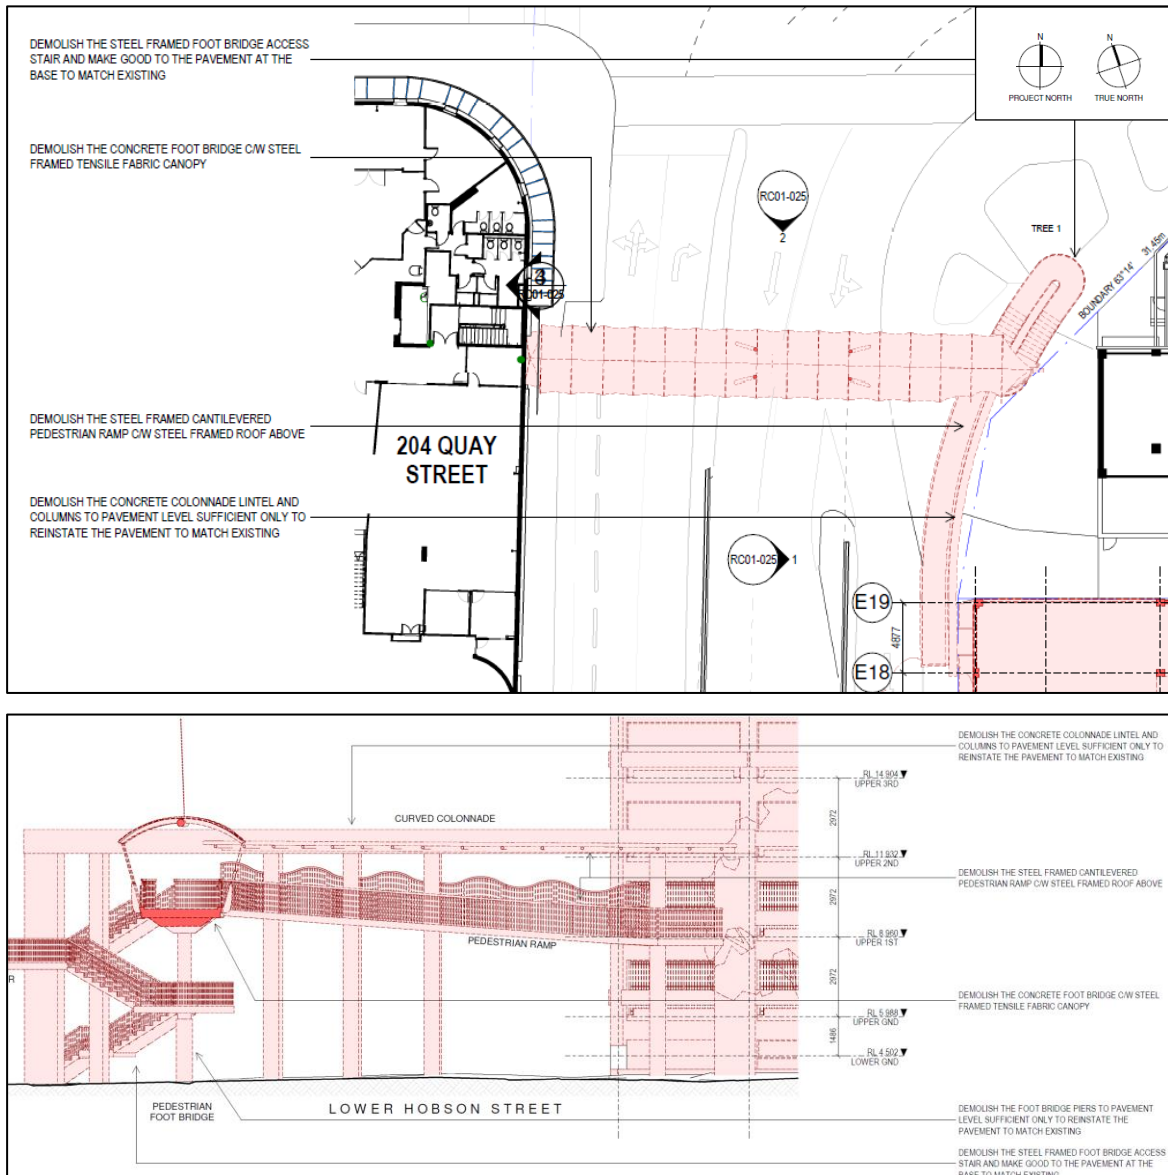 DEMOLISH THE STEEL FRAMED FOOT BRIDGE ACCESS
STAIR AND MAKE GOOD TO THE PAVEMENT AT THE
BASE TO MATCH EXISTING
N
N
PROJECT NORTH
TRUE NORTH
DEMOLISH THE CONCRETE FOOT BRIDGE C/W STEEL
FRAMED TENSILE FABRIC CANOPY
RC01-025
2
TREE 1
BOUNDARY 63°14'
31.45m
RC01-025
DEMOLISH THE STEEL FRAMED CANTILEVERED
PEDESTRIAN RAMP C/W STEEL FRAMED ROOF ABOVE
204 QUAY
STREET
DEMOLISH THE CONCRETE COLONNADE LINTEL AND
COLUMNS TO PAVEMENT LEVEL SUFFICIENT ONLY TO
REINSTATE THE PAVEMENT TO MATCH EXISTING
RC01-025
1
E19
4877
E18
DEMOLISH THE CONCRETE COLONNADE LINTEL AND
COLUMNS TO PAVEMENT LEVEL SUFFICIENT ONLY TO
REINSTATE THE PAVEMENT TO MATCH EXISTING
RL 14.904
UPPER 3RD
2972
CURVED COLONNADE
RL 11.932
UPPER 2ND
DEMOLISH THE STEEL FRAMED CANTILEVERED
PEDESTRIAN RAMP C/W STEEL FRAMED ROOF ABOVE
2972
PEDESTRIAN RAMP
RL 8.960
UPPER 1ST
2972
R
DEMOLISH THE CONCRETE FOOT BRIDGE C/W STEEL
FRAMED TENSILE FABRIC CANOPY
RL 5.988
UPPER GND
1486
RL 4.502
LOWER GND
PEDESTRIAN
FOOT BRIDGE
LOWER HOBSON STREET
DEMOLISH THE FOOT BRIDGE PIERS TO PAVEMENT
LEVEL SUFFICIENT ONLY TO REINSTATE THE
PAVEMENT TO MATCH EXISTING
DEMOLISH THE STEEL FRAMED FOOT BRIDGE ACCESS
STAIR AND MAKE GOOD TO THE PAVEMENT AT THE
BASE TO MATCH EXISTING